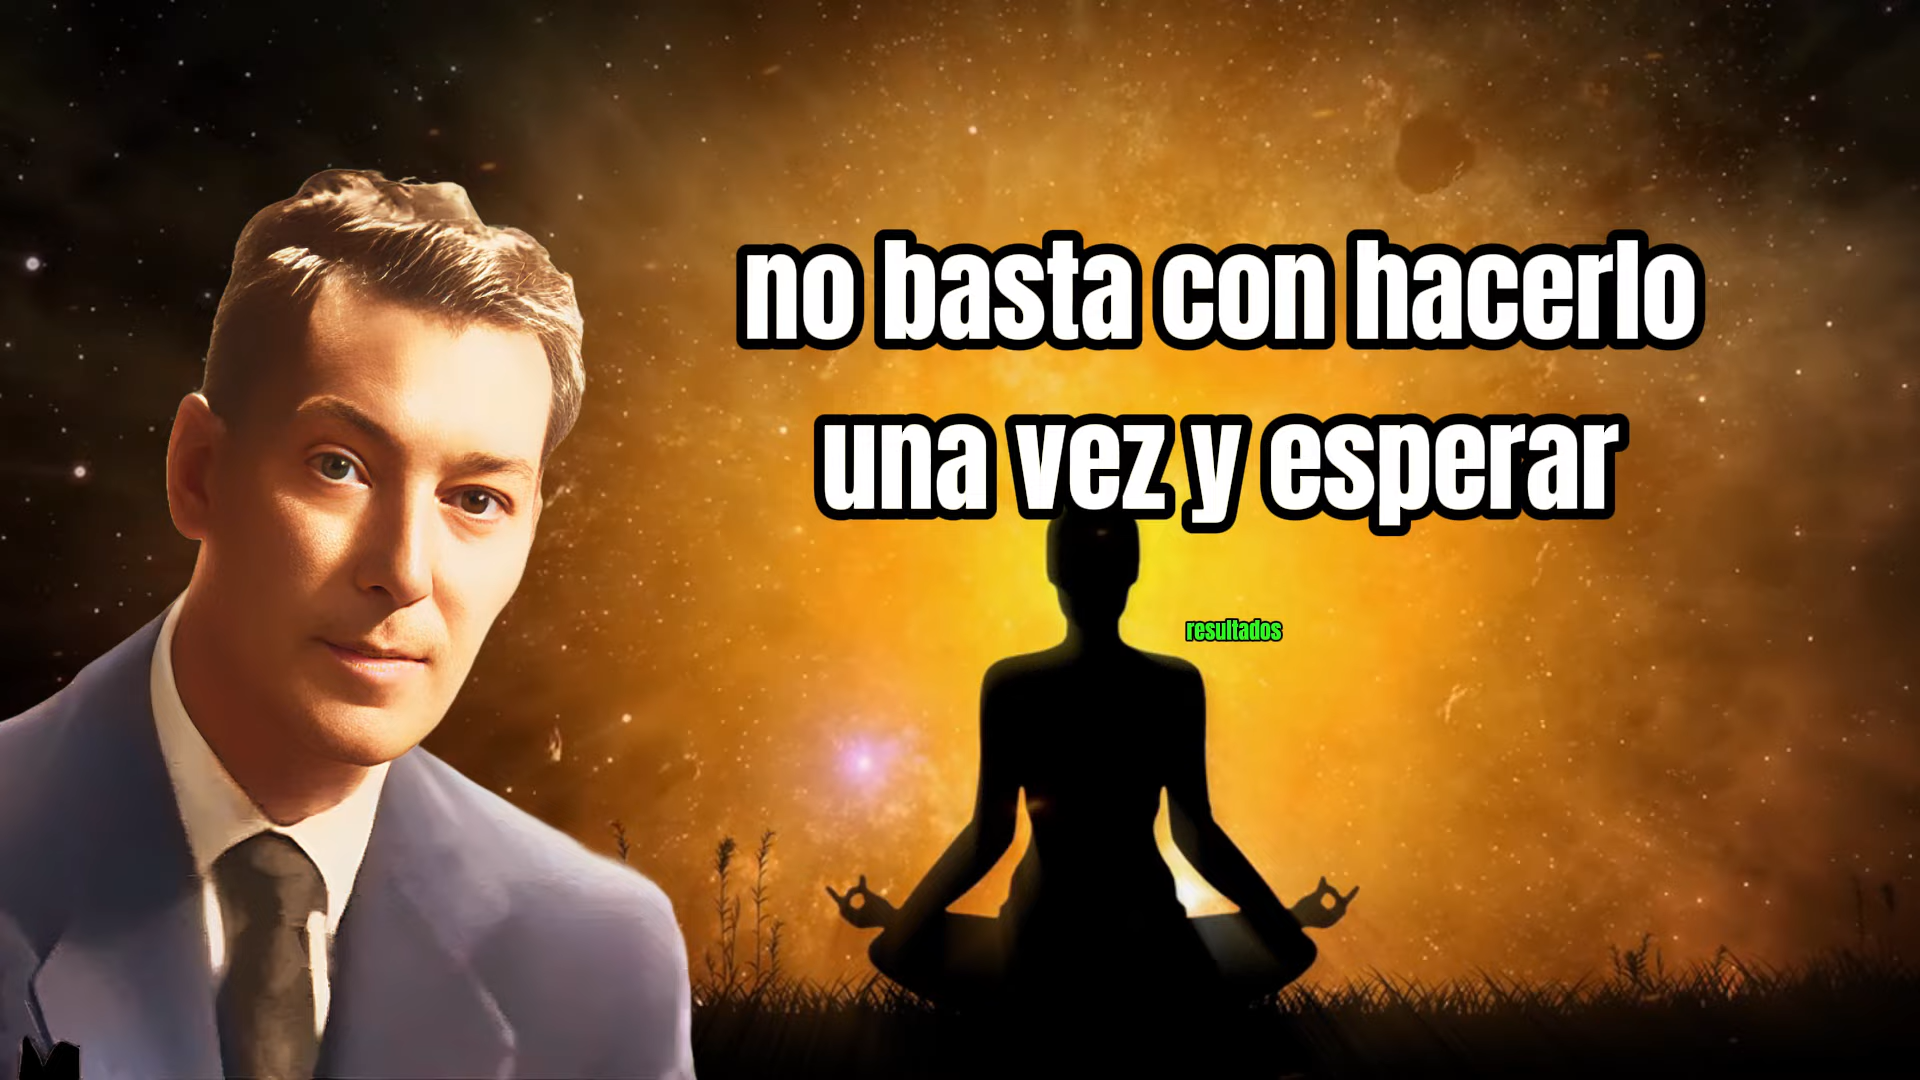 no basta con hacerlo
una vez y esperar
resultados